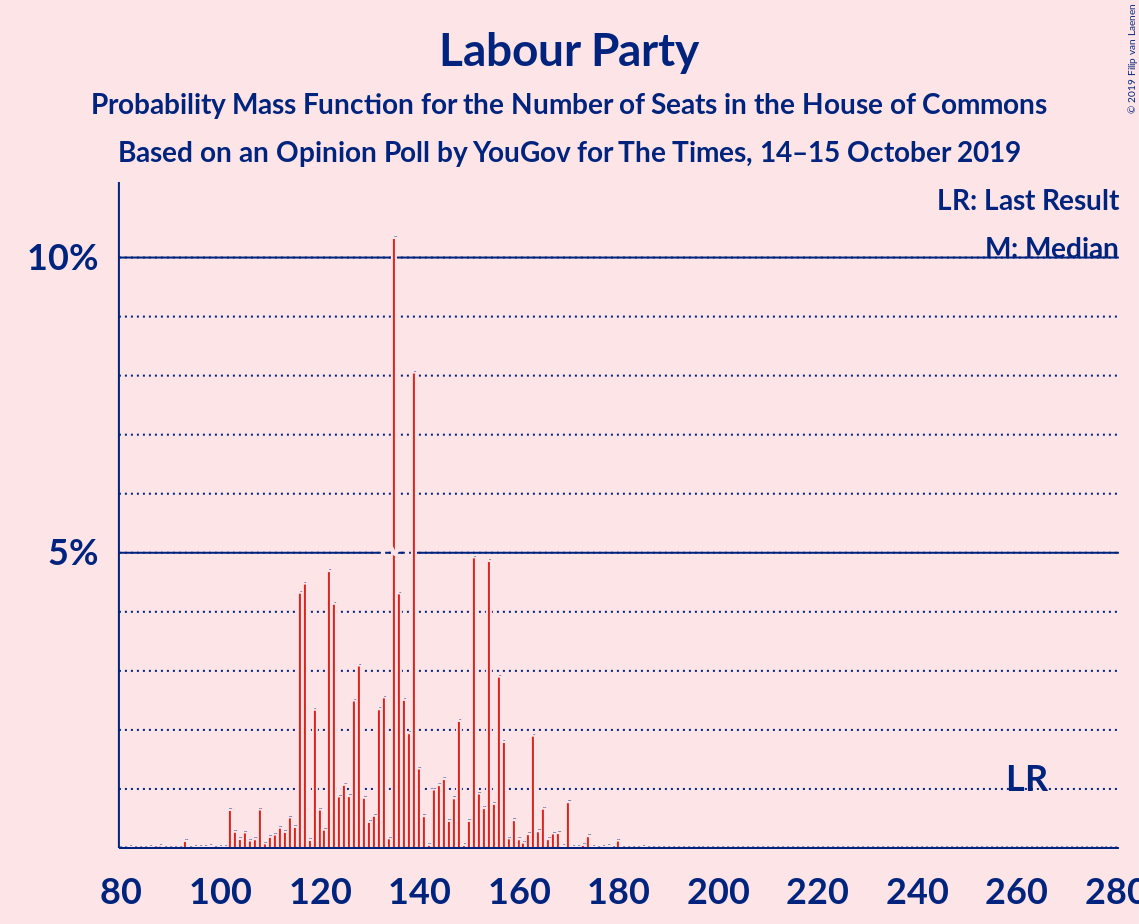 Labour Party
Probability Mass Function for the Number of Seats in the House of Commons
Based on an Opinion Poll by YouGov for The Times, 14–15 October 2019
© 2019 Filip van Laenen
LR: Last Result
M: Median
10%
5%
LR
80 100 120 140 160 180 200 220 240 260 280